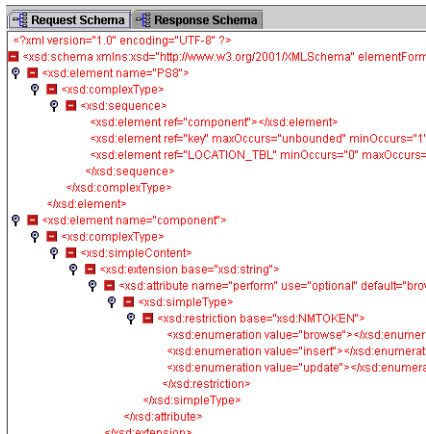 Request Schema Response Schema
<?xml version="1.0" encoding="UTF-8" ?>
<xsd:schema xmlns:xsd="http://www.w3.org/2001/XMLSchema" elementForm
<xsd:element name="PS8">
<xsd:complexType>
<xsd:sequence>
<xsd:element ref="component"></xsd:element>
<xsd:element ref="key" maxOccurs="unbounded" minOccurs="1"
<xsd:element ref="LOCATION_TBL" minOccurs="0" maxOccurs=
</xsd:sequence>
</xsd:complexType>
</xsd:element>
<xsd:element name="component">
<xsd:complexType>
<xsd:simpleContent>
<xsd:extension base="xsd:string">
<xsd:attribute name="perform" use="optional" default="brow
<xsd:simpleType>
<xsd:restriction base="xsd:NMTOKEN">
<xsd:enumeration value="browse"></xsd:enumer
<xsd:enumeration value="insert"></xsd:enumerat
<xsd:enumeration value="update"></xsd:enumera
</xsd:restriction>
</xsd:simpleType>
</xsd:attribute>
</xsd:extension>